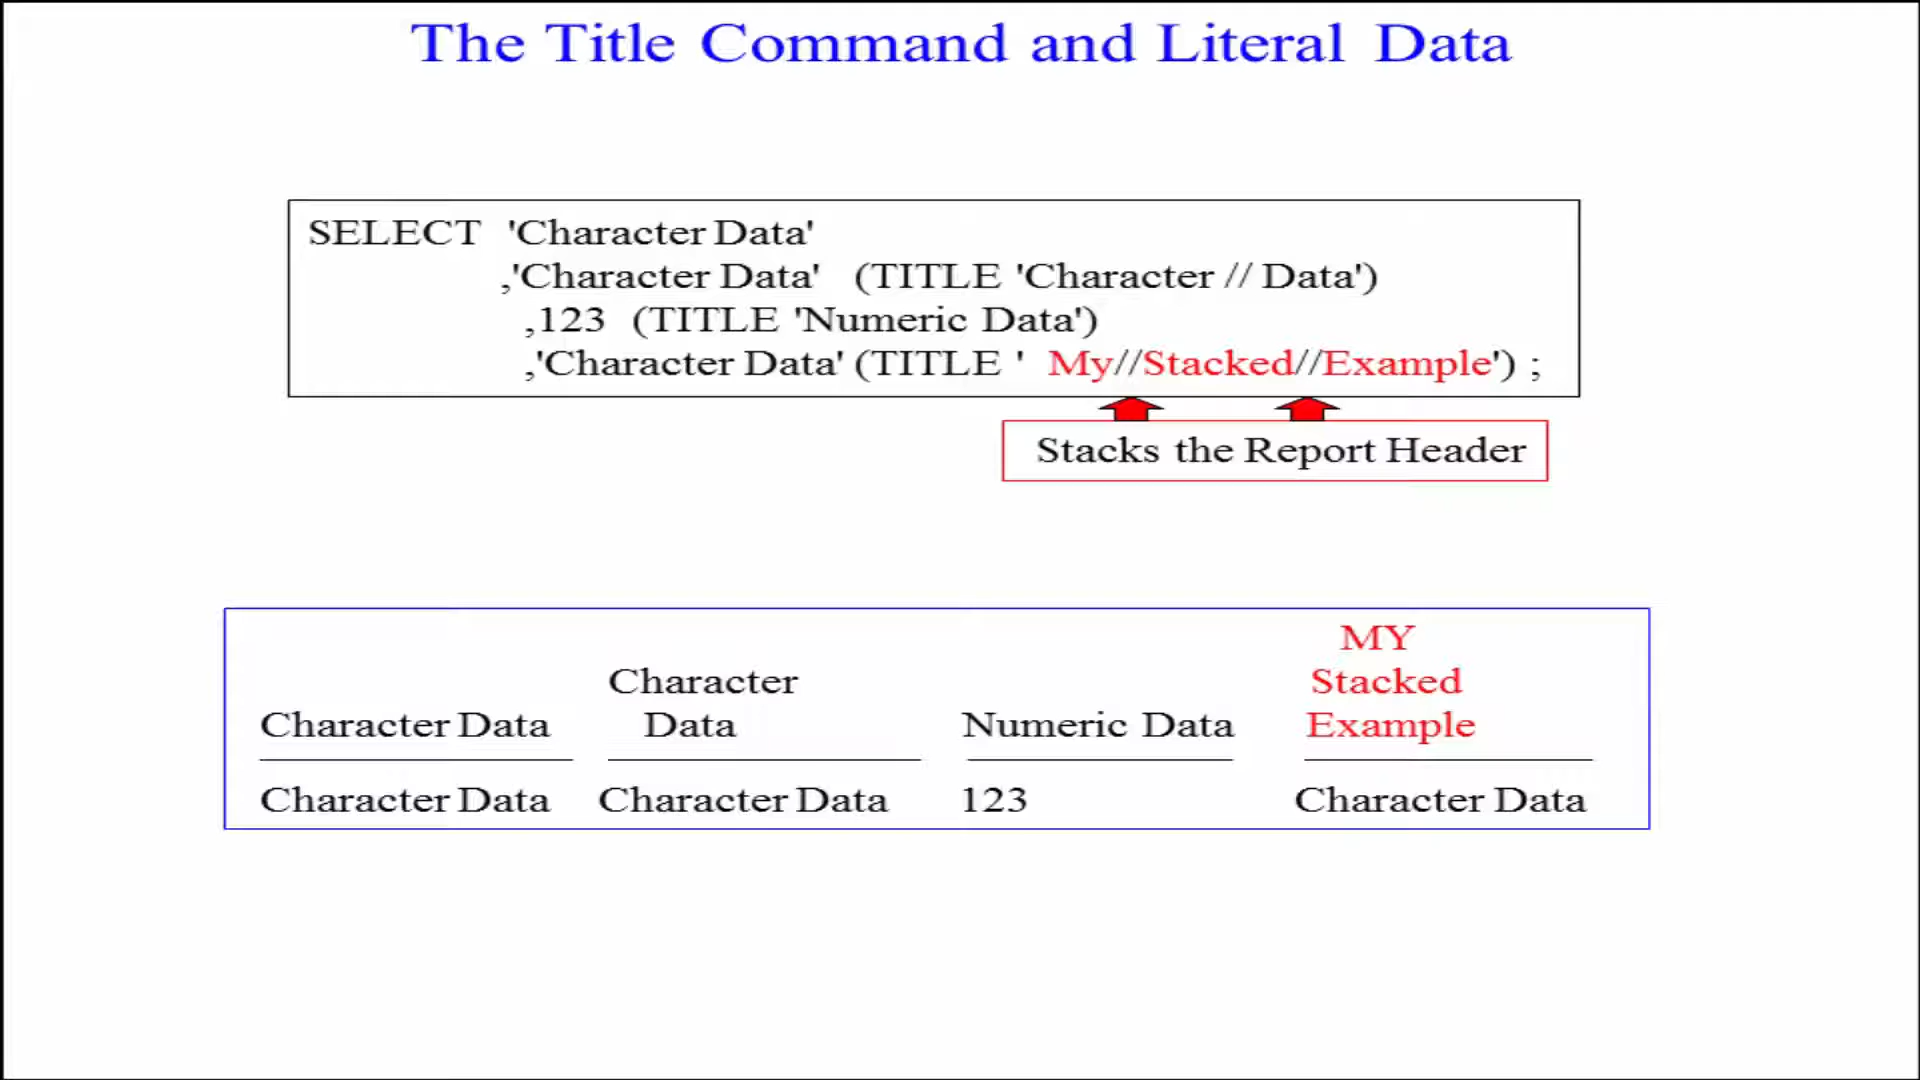 The Title Command and Literal Data
SELECT 'Character Data'
,'Character Data' (TITLE 'Character // Data')
,123 (TITLE 'Numeric Data')
,'Character Data' (TITLE ' My//Stacked//Example') ;
Stacks the Report Header
MY
Character Stacked
Character Data Data Numeric Data Example
Character Data Character Data 123 Character Data